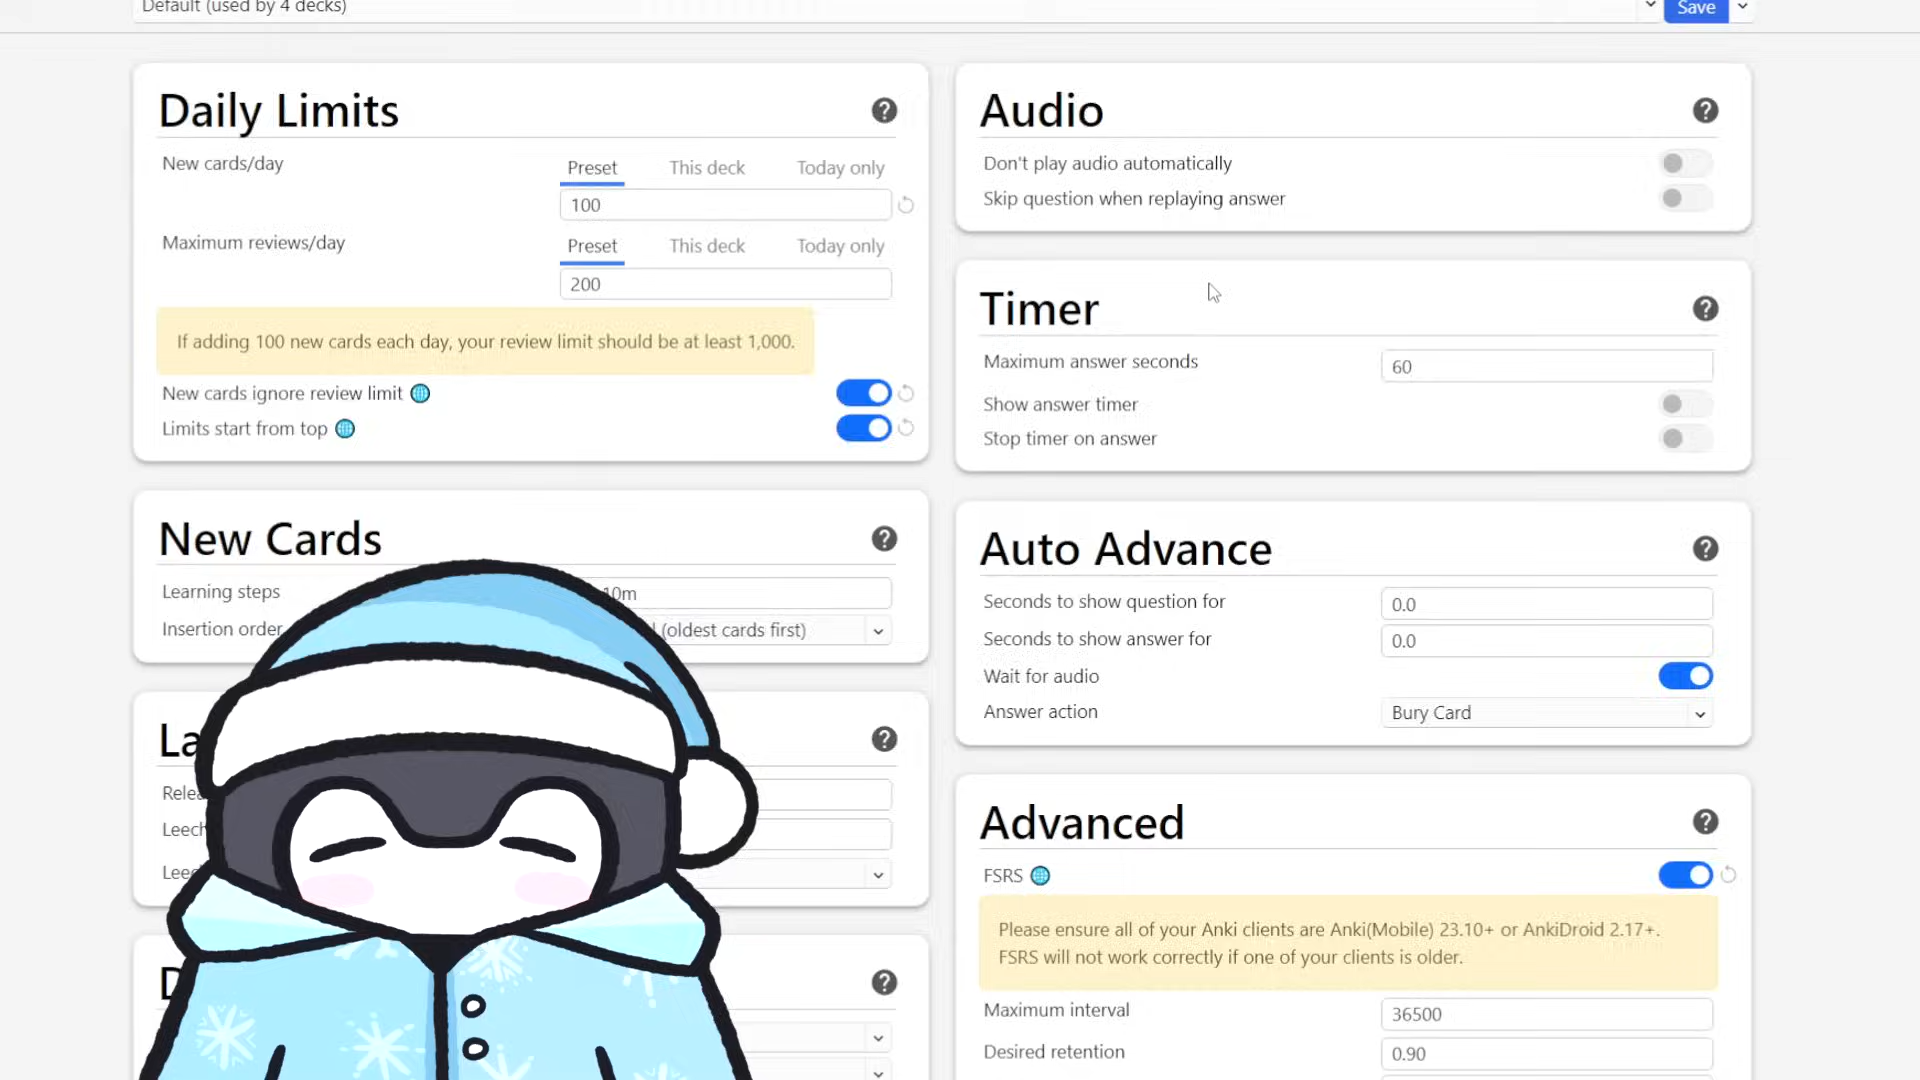 Default (used by 4 decks)
Save
Daily Limits
New cards/day
Preset This deck Today only
100
Maximum reviews/day
Preset This deck Today only
200
If adding 100 new cards each day, your review limit should be at least 1,000.
New cards ignore review limit
Limits start from top
New Cards
Learning steps
10m
Insertion order
(oldest cards first)
Audio
Don't play audio automatically
Skip question when replaying answer
Timer
Maximum answer seconds
60
Show answer timer
Stop timer on answer
Auto Advance
Seconds to show question for
0.0
Seconds to show answer for
0.0
Wait for audio
Answer action
Bury Card
Advanced
FSRS
Please ensure all of your Anki clients are Anki(Mobile) 23.10+ or AnkiDroid 2.17+.
FSRS will not work correctly if one of your clients is older.
Maximum interval
36500
Desired retention
0.90